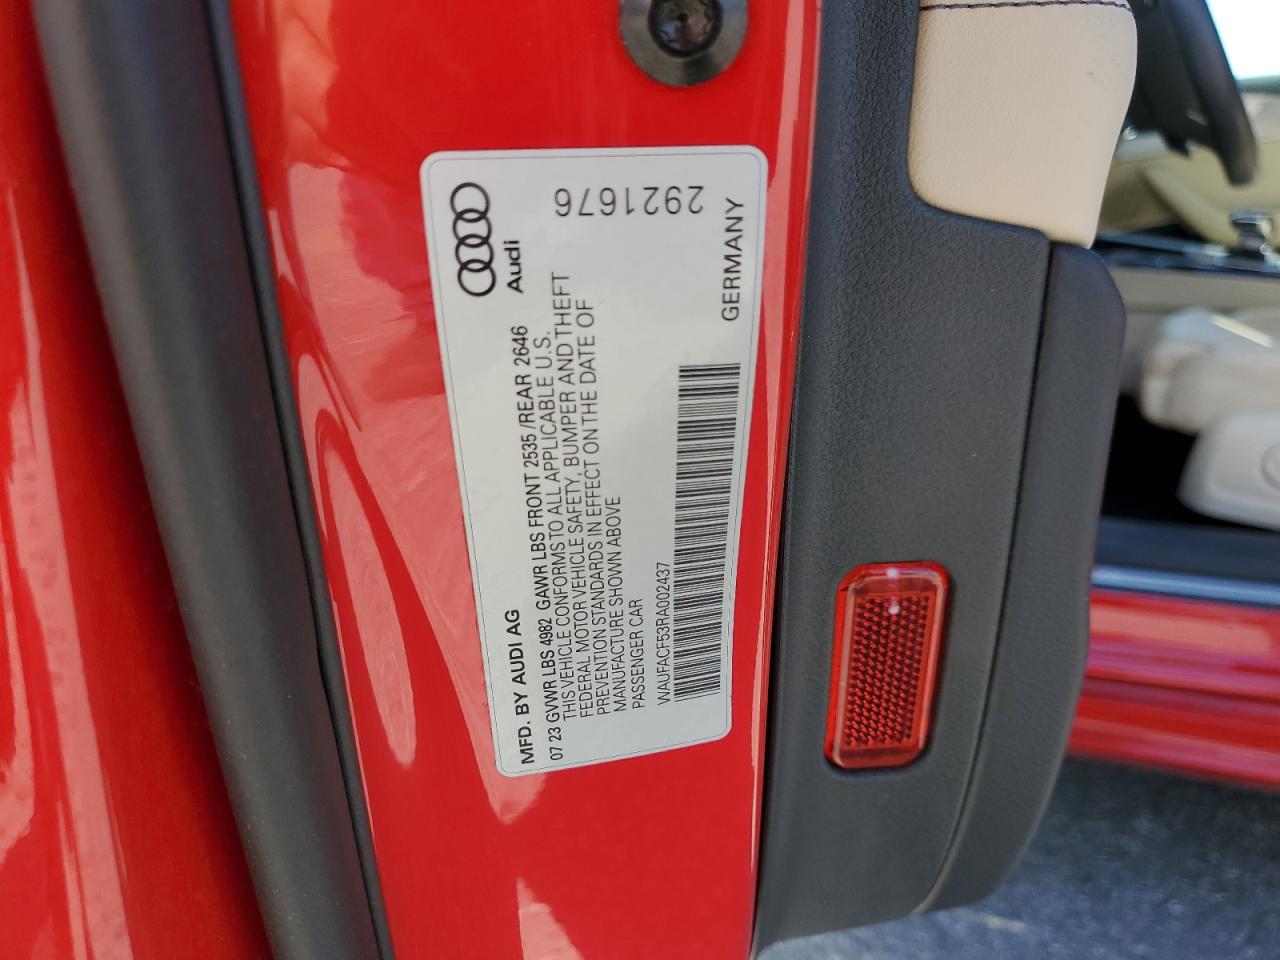 Audi
2921676
MFD. BY AUDI AG
07 23 GVWR LBS 4982 GAWR LBS FRONT 2535 /REAR 2646
THIS VEHICLE CONFORMS TO ALL APPLICABLE U.S.
FEDERAL MOTOR VEHICLE SAFETY, BUMPER AND THEFT
PREVENTION STANDARDS IN EFFECT ON THE DATE OF
MANUFACTURE SHOWN ABOVE
PASSENGER CAR
WAUFACF53RA002437
GERMANY